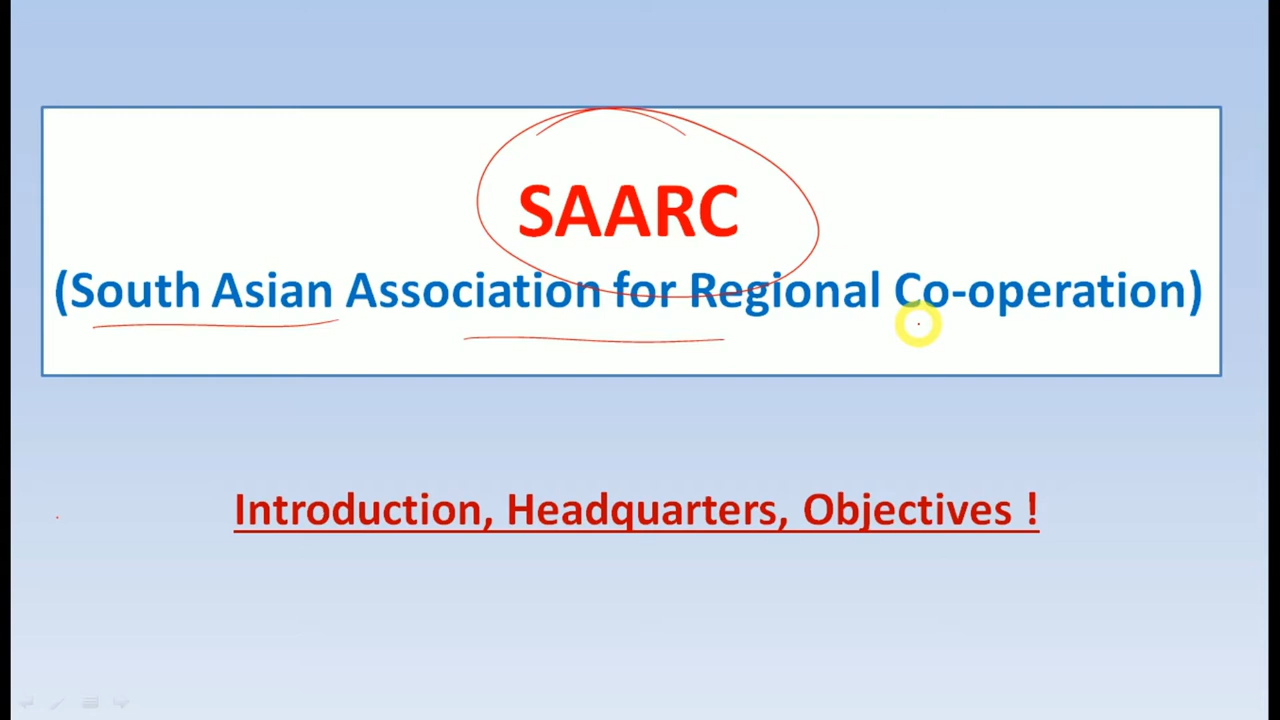 SAARC
(South Asian Association for Regional Co-operation)
Introduction, Headquarters, Objectives !